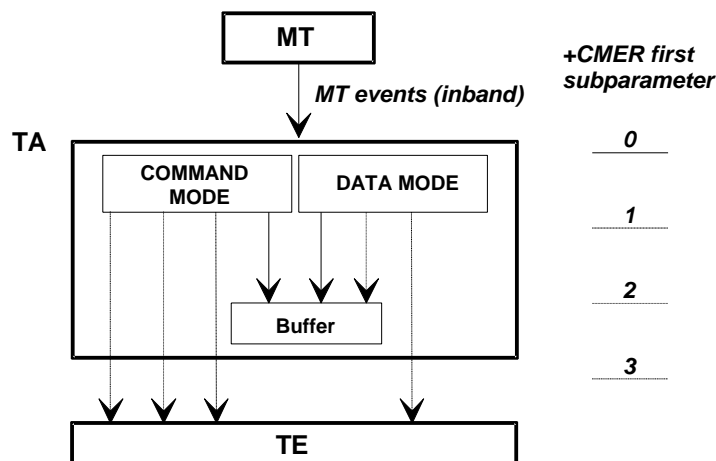 MT
+CMER first
subparameter
MT events (inband)
TA
0
COMMAND
MODE
DATA MODE
1
2
Buffer
3
TE